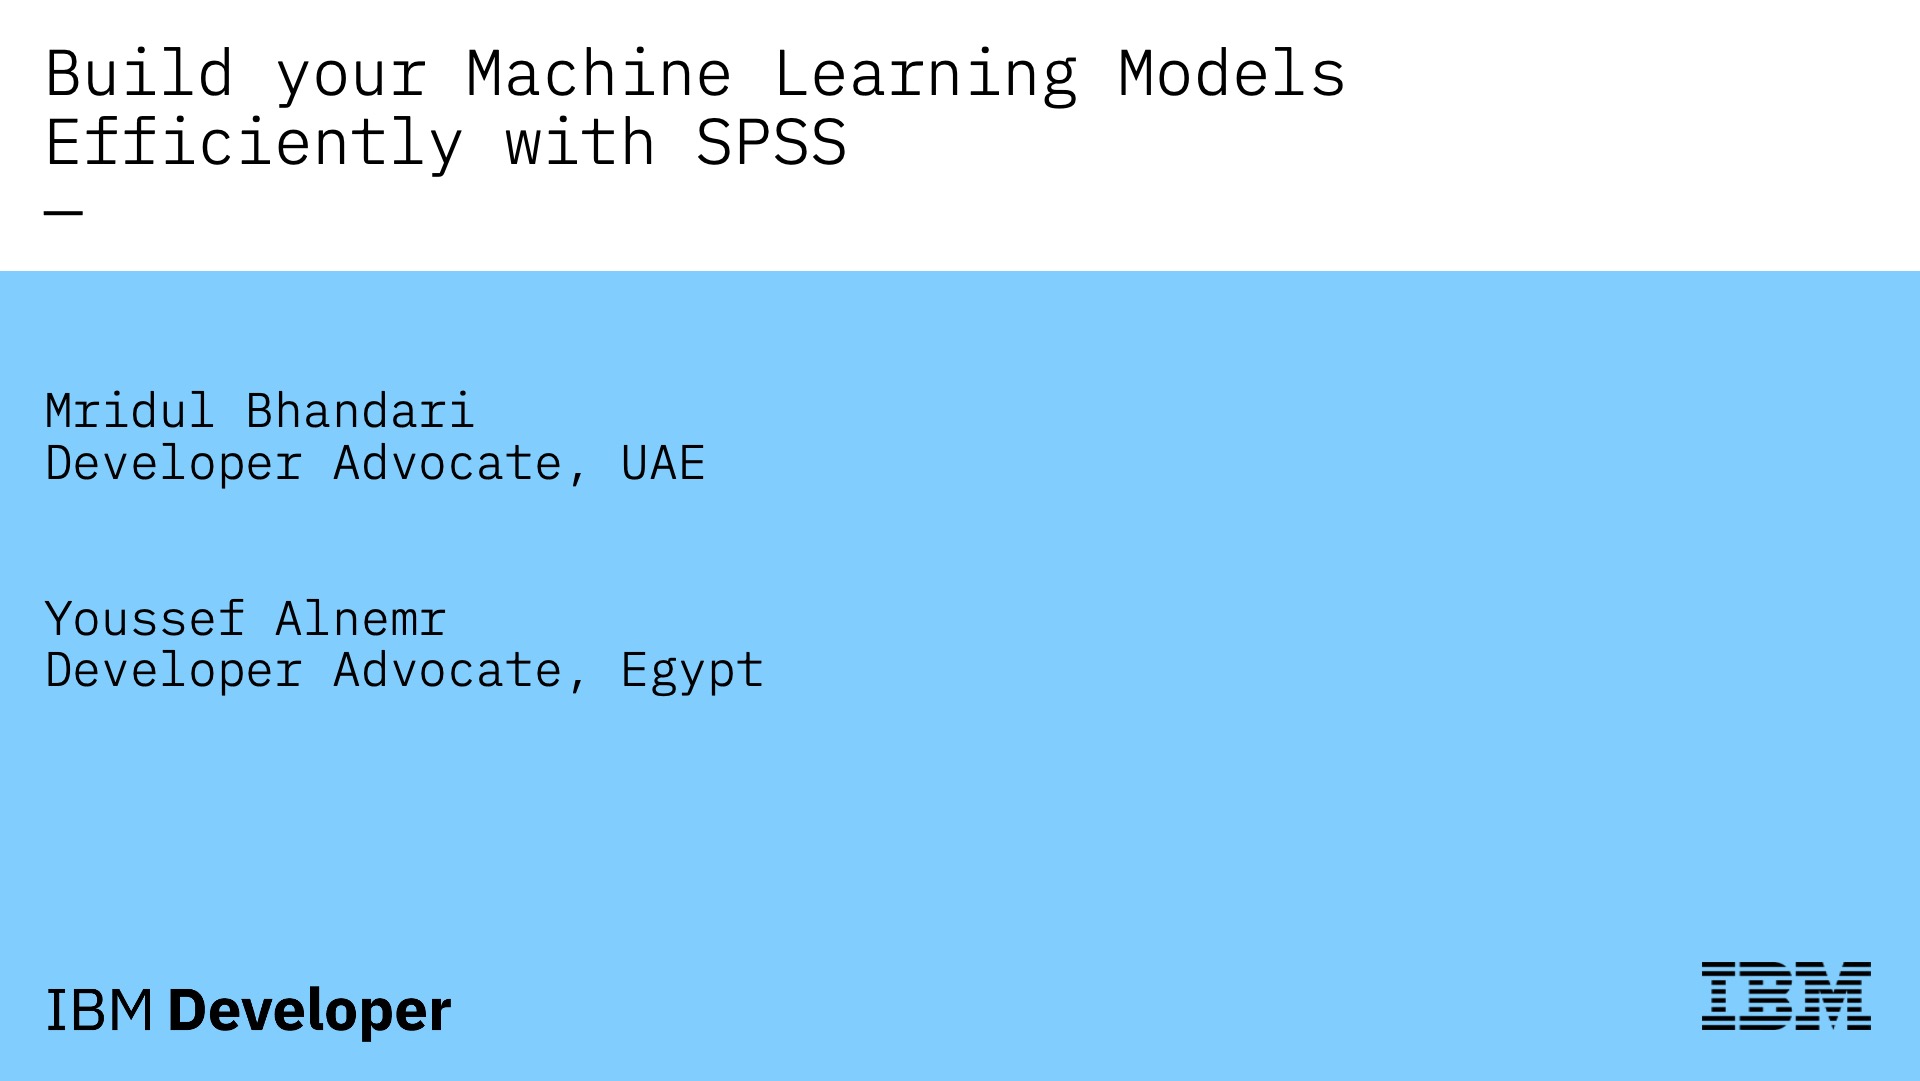 Build your Machine Learning Models
Efficiently with SPSS
—
Mridul Bhandari
Developer Advocate, UAE
Youssef Alnemr
Developer Advocate, Egypt
IBM Developer
IBM